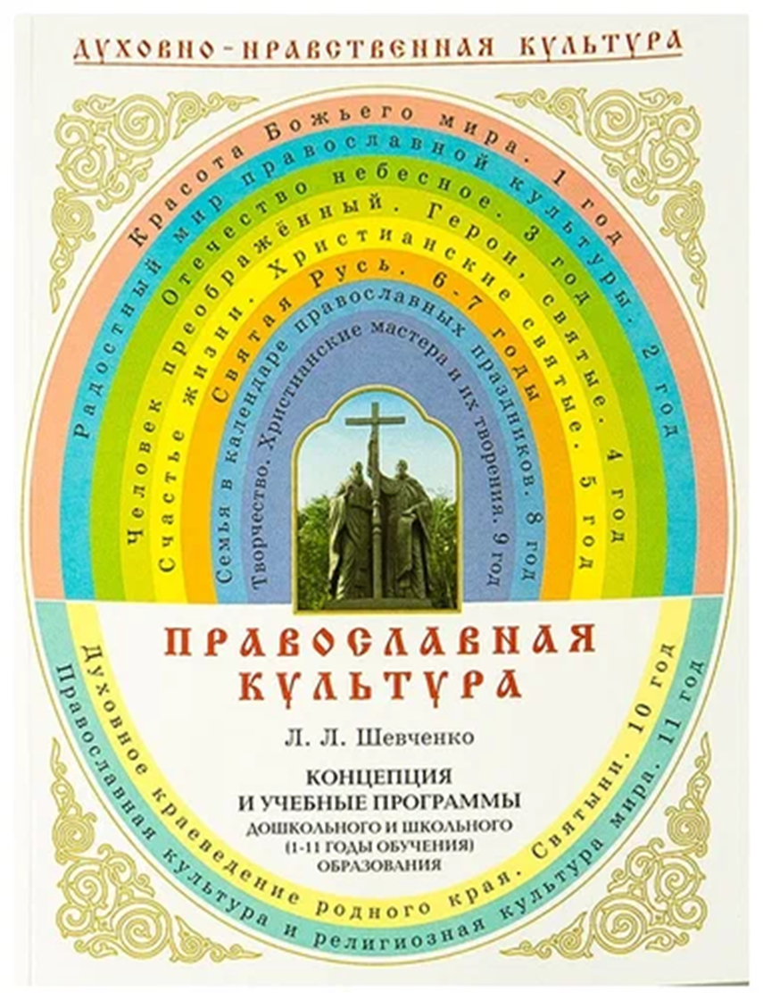 ДУХОВНО-НРАВСТВЕННАЯ КУЛЬТУРА
Красота Божьего мира. 1 год
Радостный мир православной культуры. 2 год
Отечество небесное. 3 год
Человек преображённый. Герои, святые. 4 год
Счастье жизни. Христианские святые. 5 год
Святая Русь. 6-7 годы
Семья в календаре православных праздников. 8 год
Творчество. Христианские мастера и их творения. 9 год
ПРАВОСЛАВНАЯ
КУЛЬТУРА
Л. Л. Шевченко
КОНЦЕПЦИЯ
И УЧЕБНЫЕ ПРОГРАММЫ
ДОШКОЛЬНОГО И ШКОЛЬНОГО
(1-11 ГОДЫ ОБУЧЕНИЯ)
ОБРАЗОВАНИЯ
Духовное краеведение родного края. Святыни. 10 год
Православная культура и религиозная культура мира. 11 год